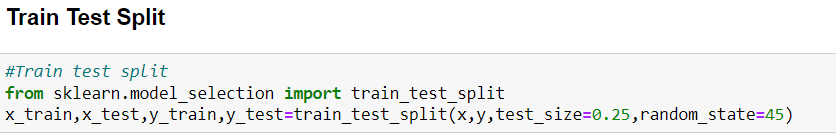 Train Test Split
#Train test split
from sklearn.model_selection import train_test_split
x_train,x_test,y_train,y_test=train_test_split(x,y,test_size=0.25,random_state=45)